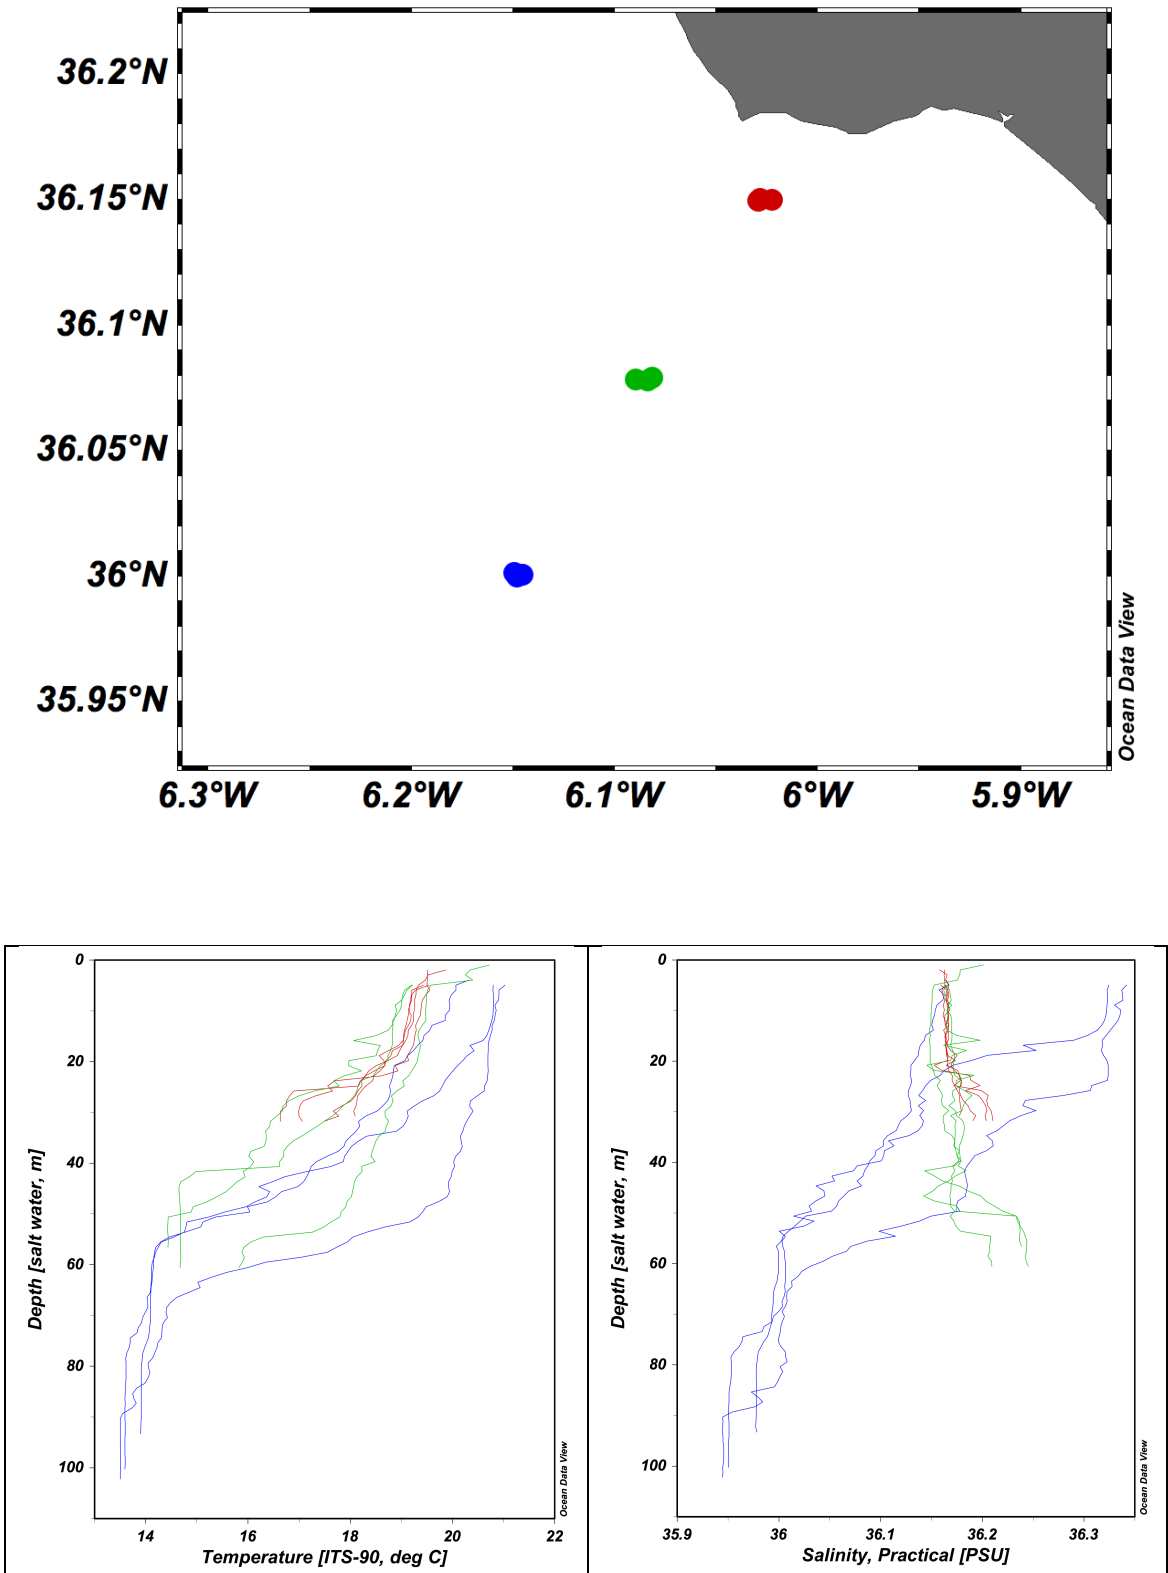 36.2°N
36.15°N
36.1°N
36.05°N
36°N
35.95°N
6.3°W 6.2°W 6.1°W 6°W 5.9°W
Ocean Data View
0
20
40
60
80
100
Depth [salt water, m]
14 16 18 20 22
Temperature [ITS-90, deg C]
Ocean Data View
0
20
40
60
80
100
Depth [salt water, m]
35.9 36 36.1 36.2 36.3
Salinity, Practical [PSU]
Ocean Data View